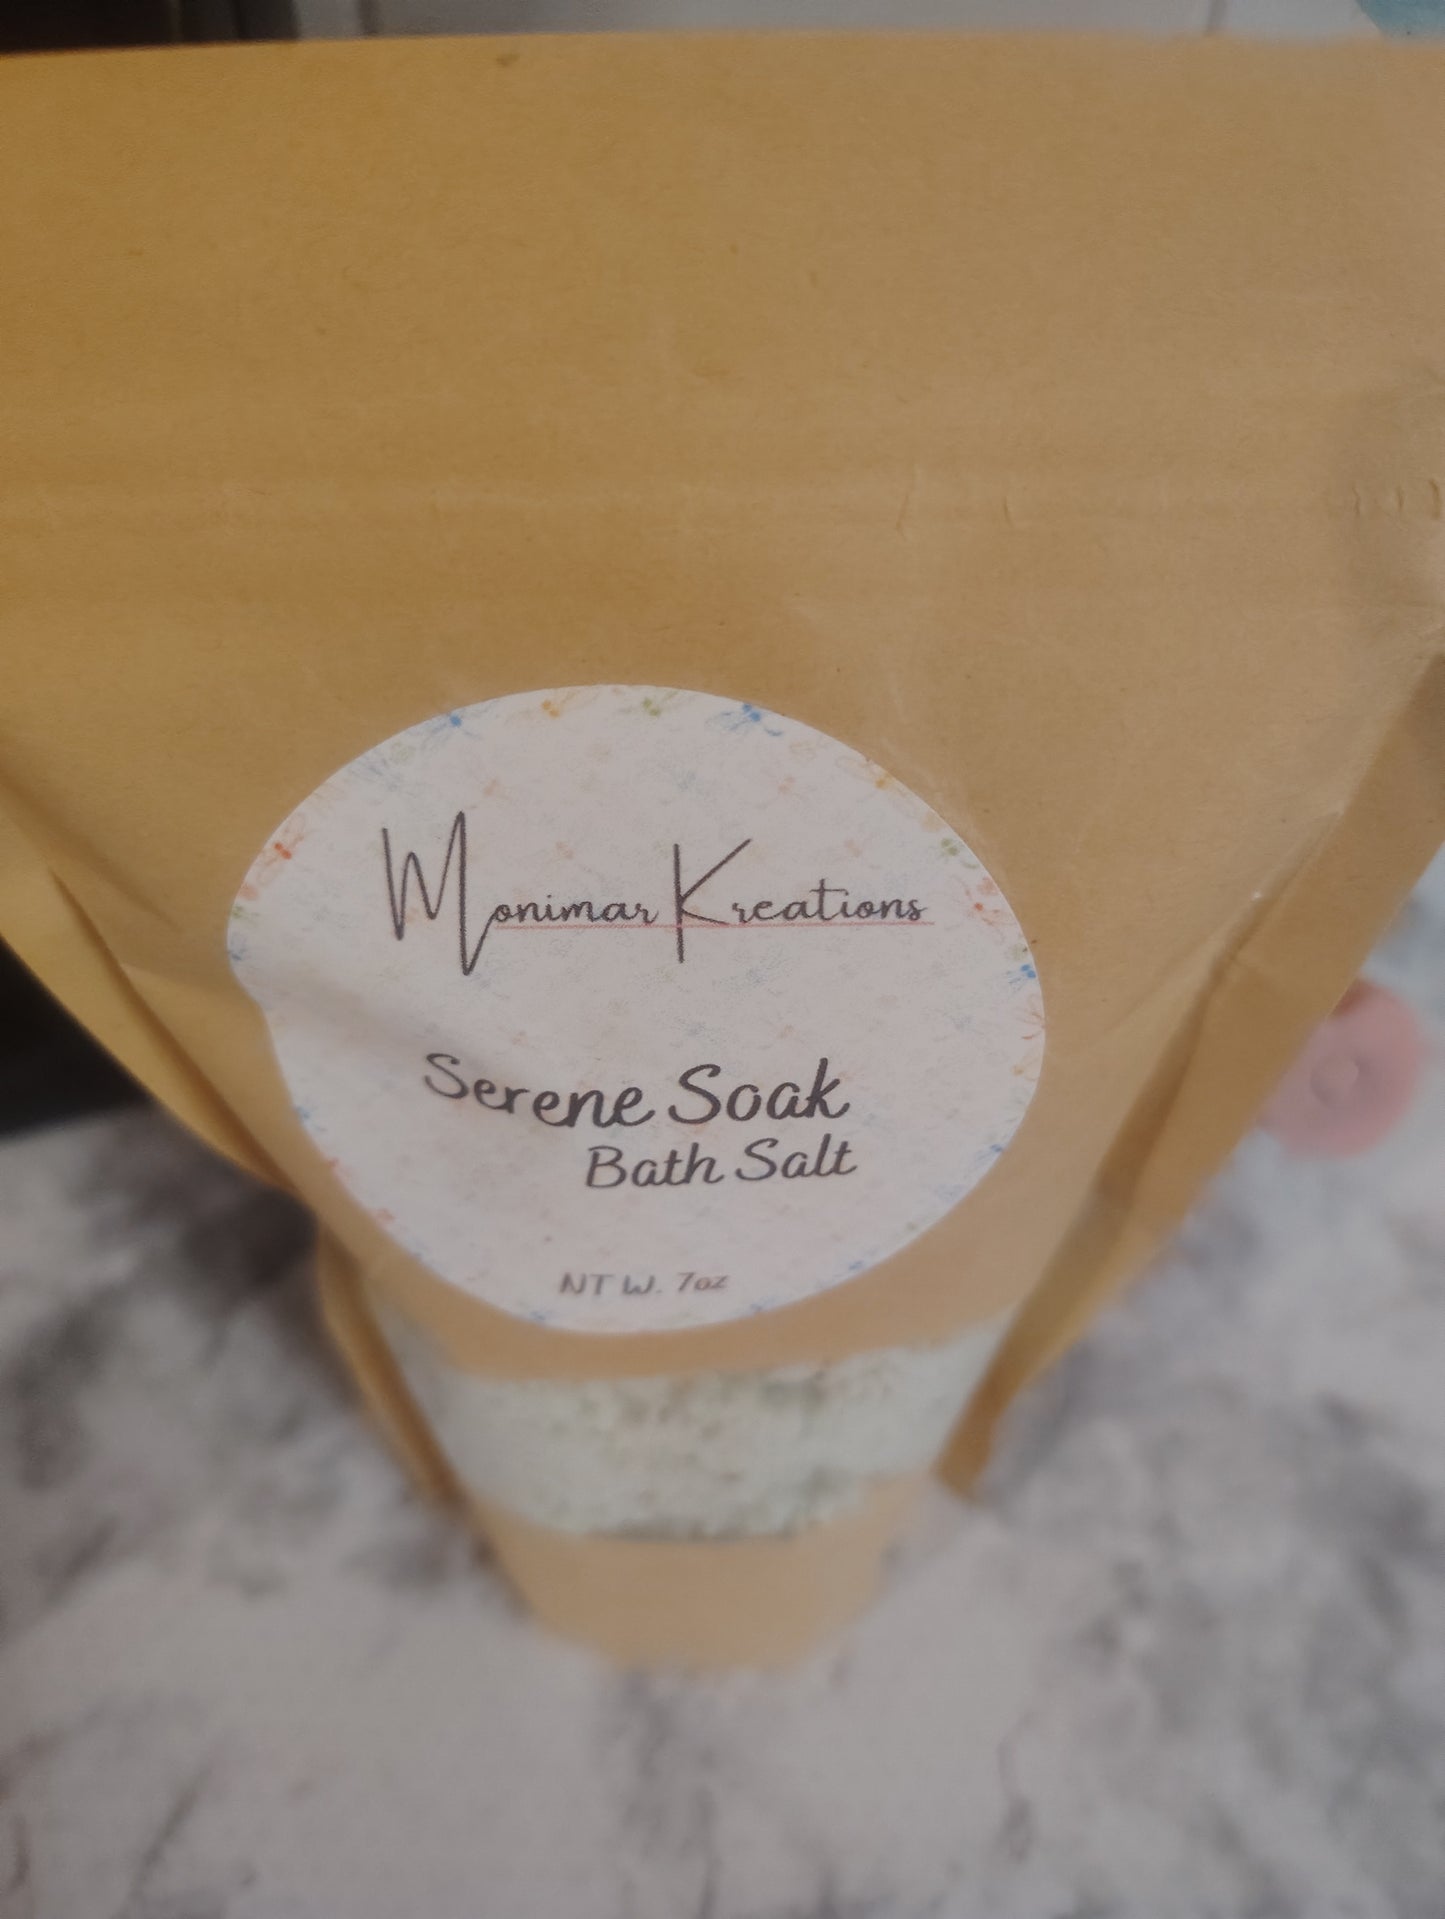 Monimar Kreations
Serene Soak
Bath Salt
NT W. 7oz